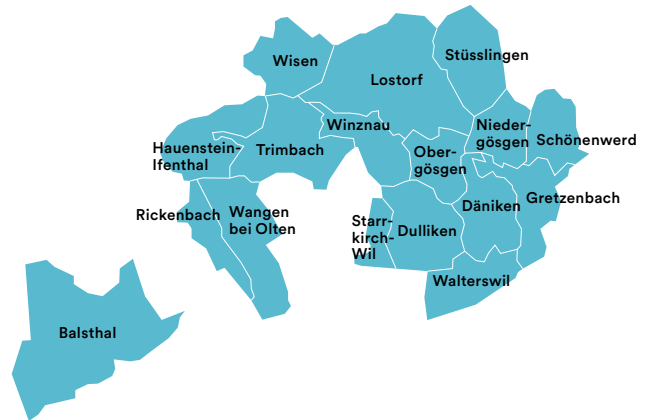 Wisen
Stüsslingen
Lostorf
Winznau
Nieder-
gösgen
Schönenwerd
Hauenstein-
Ifenthal
Trimbach
Ober-
gösgen
Gretzenbach
Däniken
Rickenbach
Wangen
bei Olten
Starr-
kirch-
Wil
Dulliken
Walterswil
Balsthal